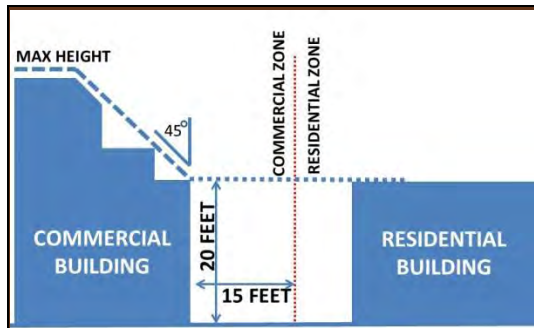 MAX HEIGHT
45°
COMMERCIAL ZONE
RESIDENTIAL ZONE
20 FEET
15 FEET
COMMERCIAL
BUILDING
RESIDENTIAL
BUILDING